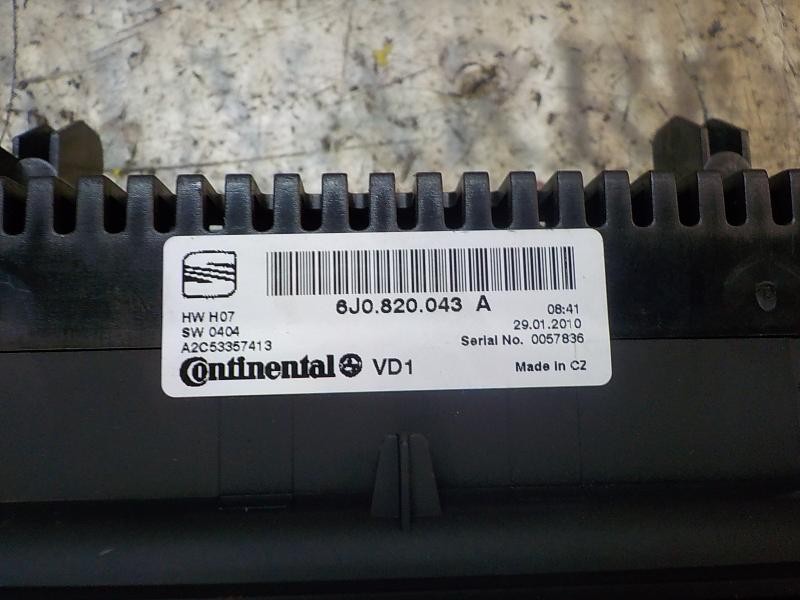 6J0.820.043 A
HW H07
08:41
SW 0404
29.01.2010
A2C53357413
Serial No. 0057836
Continental VD1
Made in CZ